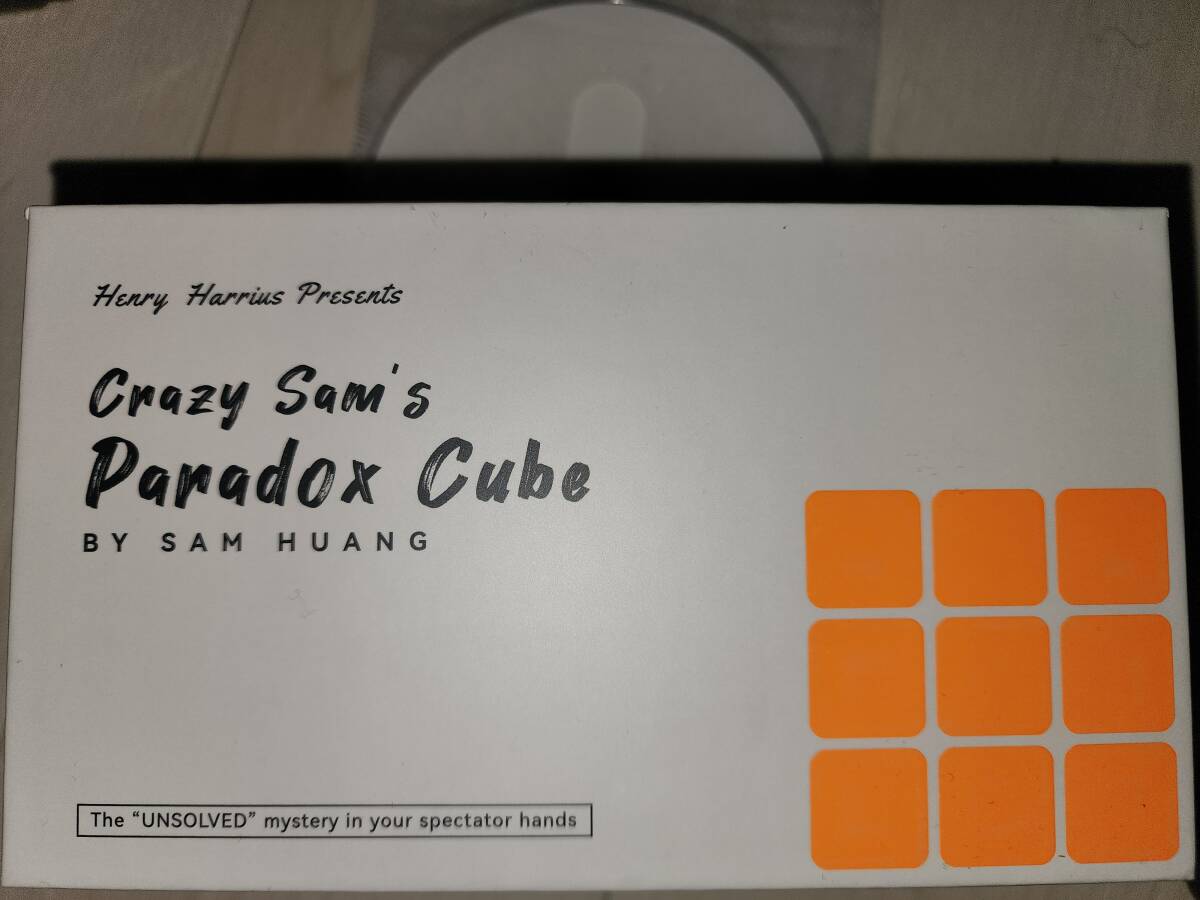 Henry Harrius Presents
Crazy Sam's
Paradox Cube
BY SAM HUANG
The “UNSOLVED” mystery in your spectator hands